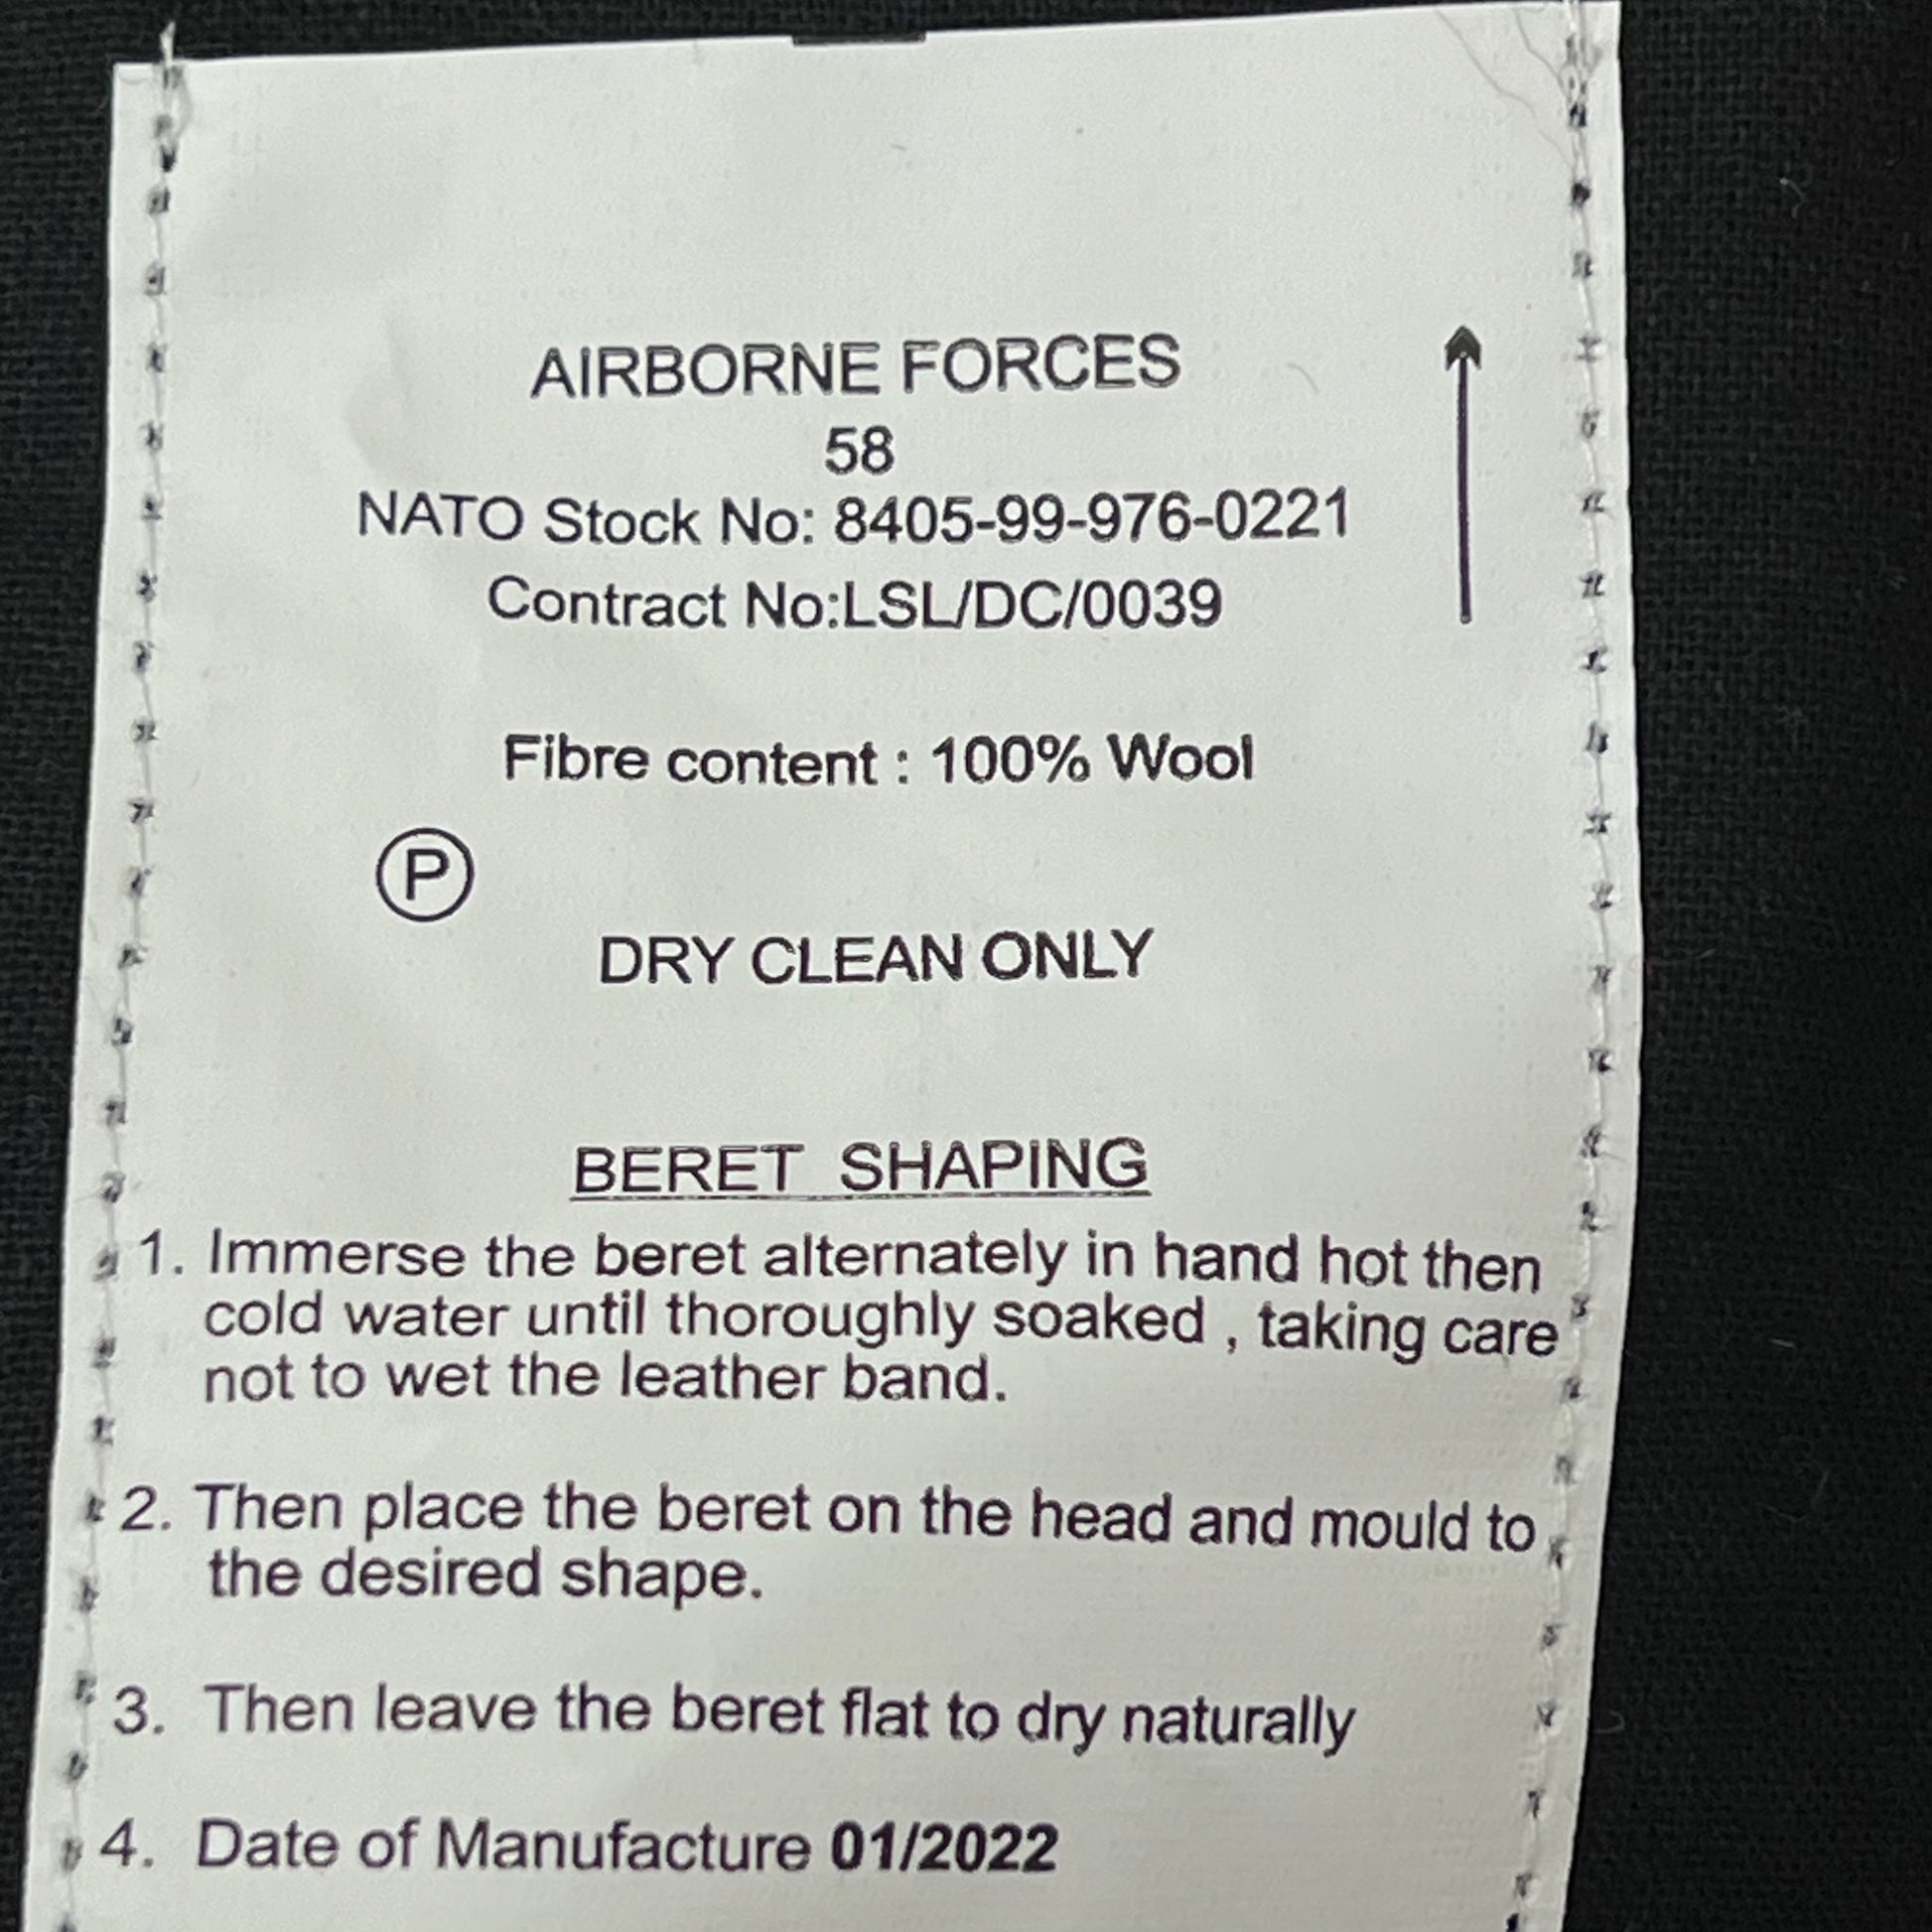 AIRBORNE FORCES
58
NATO Stock No: 8405-99-976-0221
Contract No:LSL/DC/0039
Fibre content : 100% Wool
P
DRY CLEAN ONLY
BERET SHAPING
1. Immerse the beret alternately in hand hot then
cold water until thoroughly soaked , taking care
not to wet the leather band.
2. Then place the beret on the head and mould to
the desired shape.
3. Then leave the beret flat to dry naturally
4. Date of Manufacture 01/2022